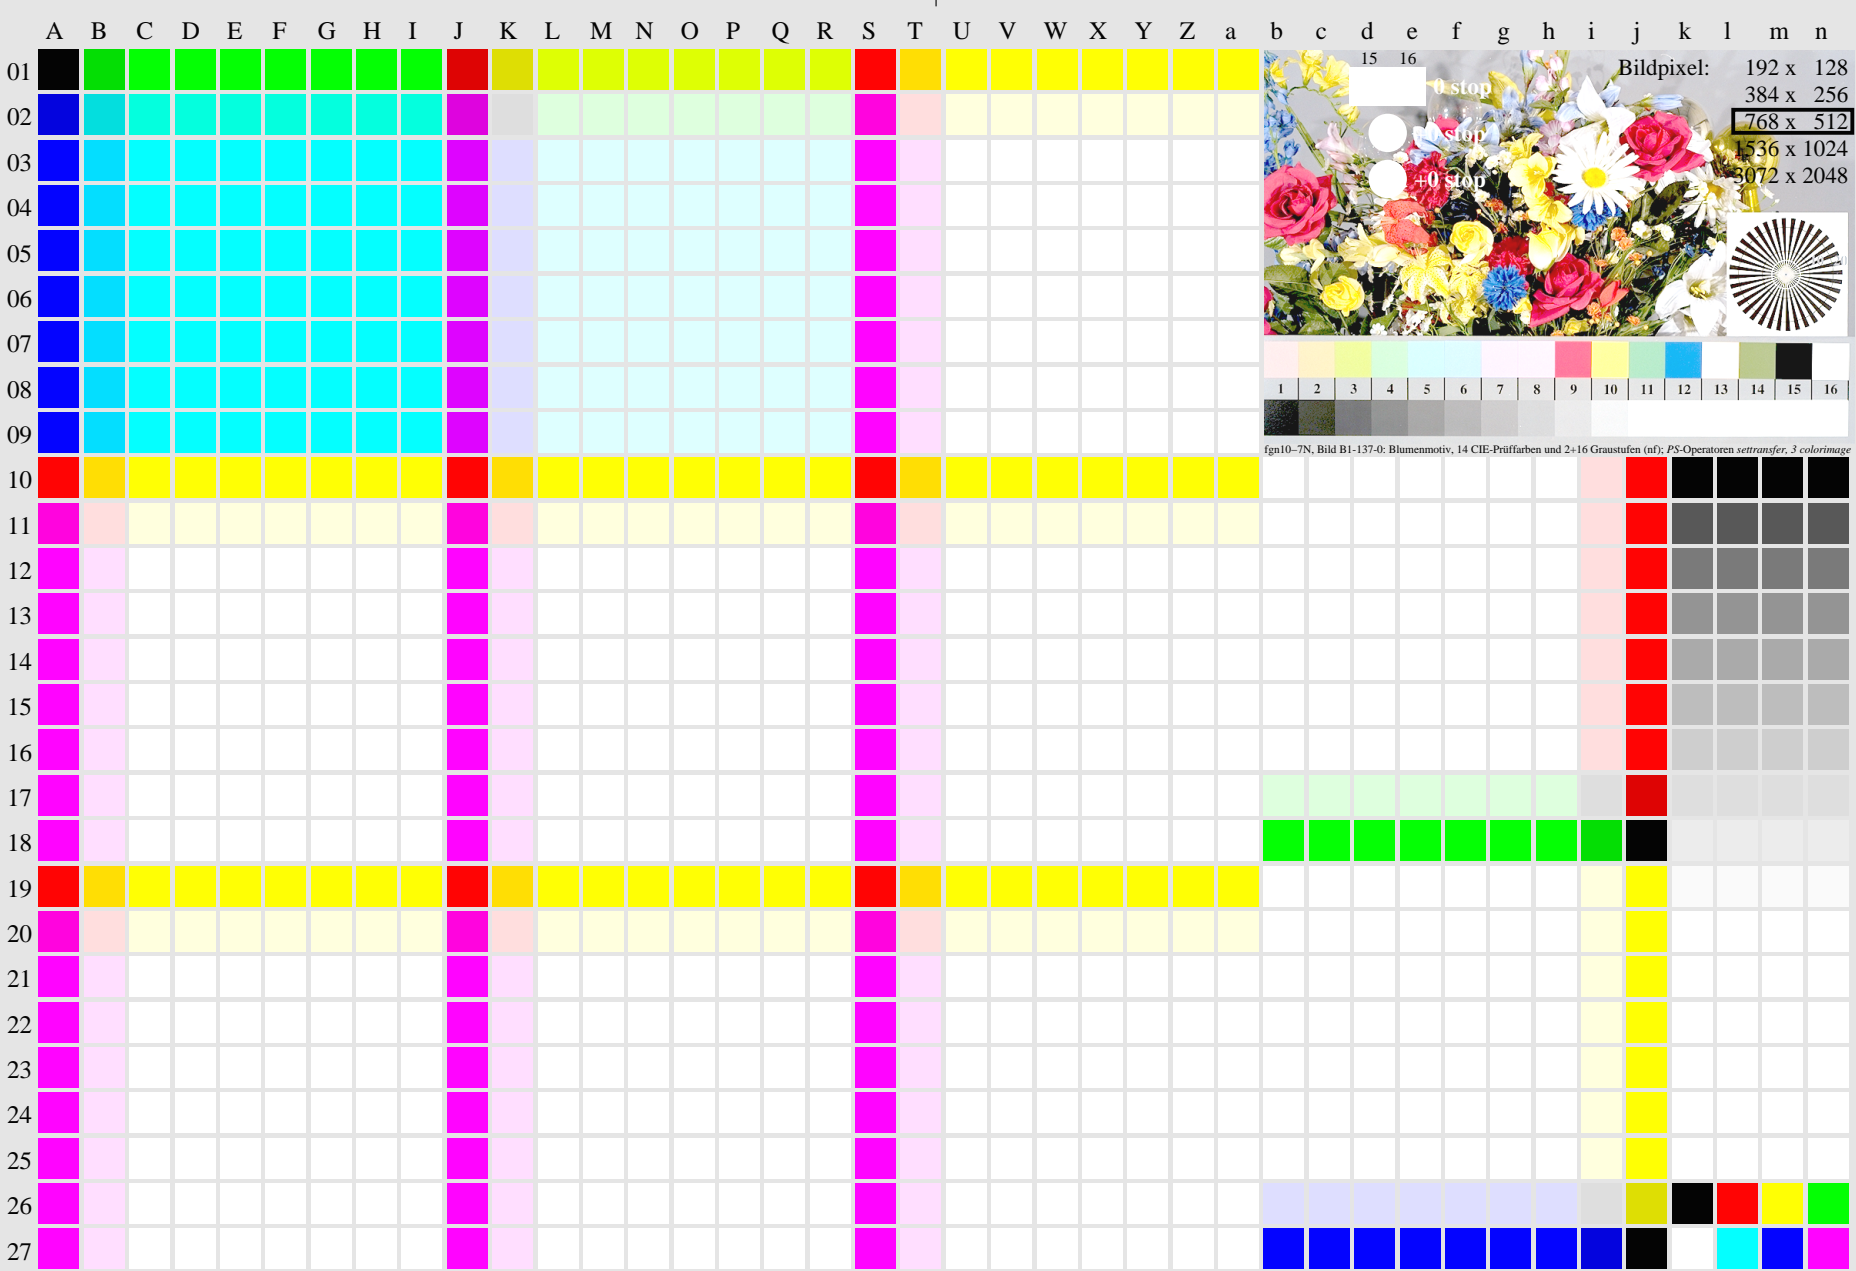 A B C D E F G H I J K L M N O P Q R S T U V W X Y Z a b c d e f g h i j k l m n
01
02
03
04
05
06
07
08
09
10
11
12
13
14
15
16
17
18
19
20
21
22
23
24
25
26
27
15 16
0 stop
0 stop
+0 stop
Bildpixel: 192 x 128
384 x 256
768 x 512
1536 x 1024
3072 x 2048
1 2 3 4 5 6 7 8 9 10 11 12 13 14 15 16
fgn10–7N, Bild B1-137-0: Blumenmotiv, 14 CIE-Prüffarben und 2+16 Graustufen (nf); PS-Operatoren settransfer, 3 colorimage